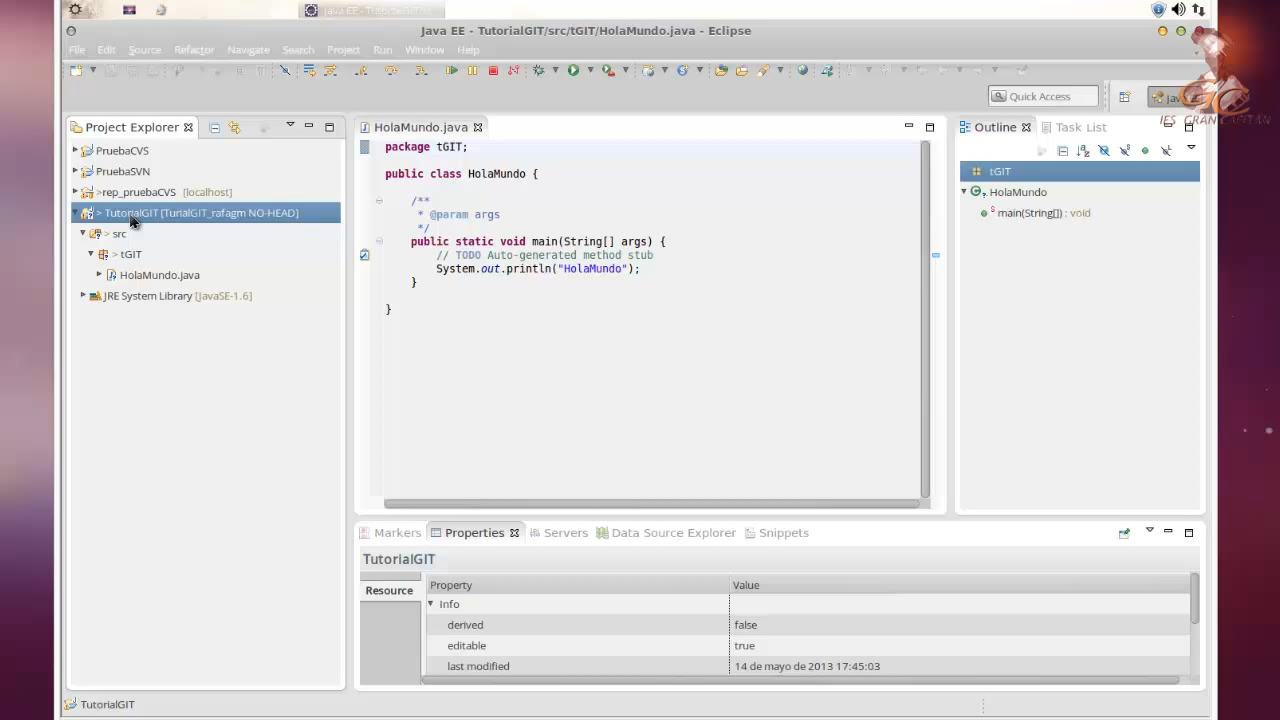 Java EE - TutorialGIT/src/tGIT/HolaMundo.java - Eclipse
File Edit Source Refactor Navigate Search Project Run Window Help
Quick Access
IES GRAN CAPITÁN
Project Explorer
PruebaCVS
PruebaSVN
>rep_pruebaCVS [localhost]
> TutorialGIT [TurialGIT_rafagm NO-HEAD]
> src
> tGIT
HolaMundo.java
JRE System Library [JavaSE-1.6]
HolaMundo.java
package tGIT;
public class HolaMundo {
/**
* @param args
*/
public static void main(String[] args) {
// TODO Auto-generated method stub
System.out.println("HolaMundo");
}
}
Outline Task List
tGIT
HolaMundo
main(String[]) : void
Markers Properties Servers Data Source Explorer Snippets
TutorialGIT
Resource
Property Value
Info
derived false
editable true
last modified 14 de mayo de 2013 17:45:03
TutorialGIT